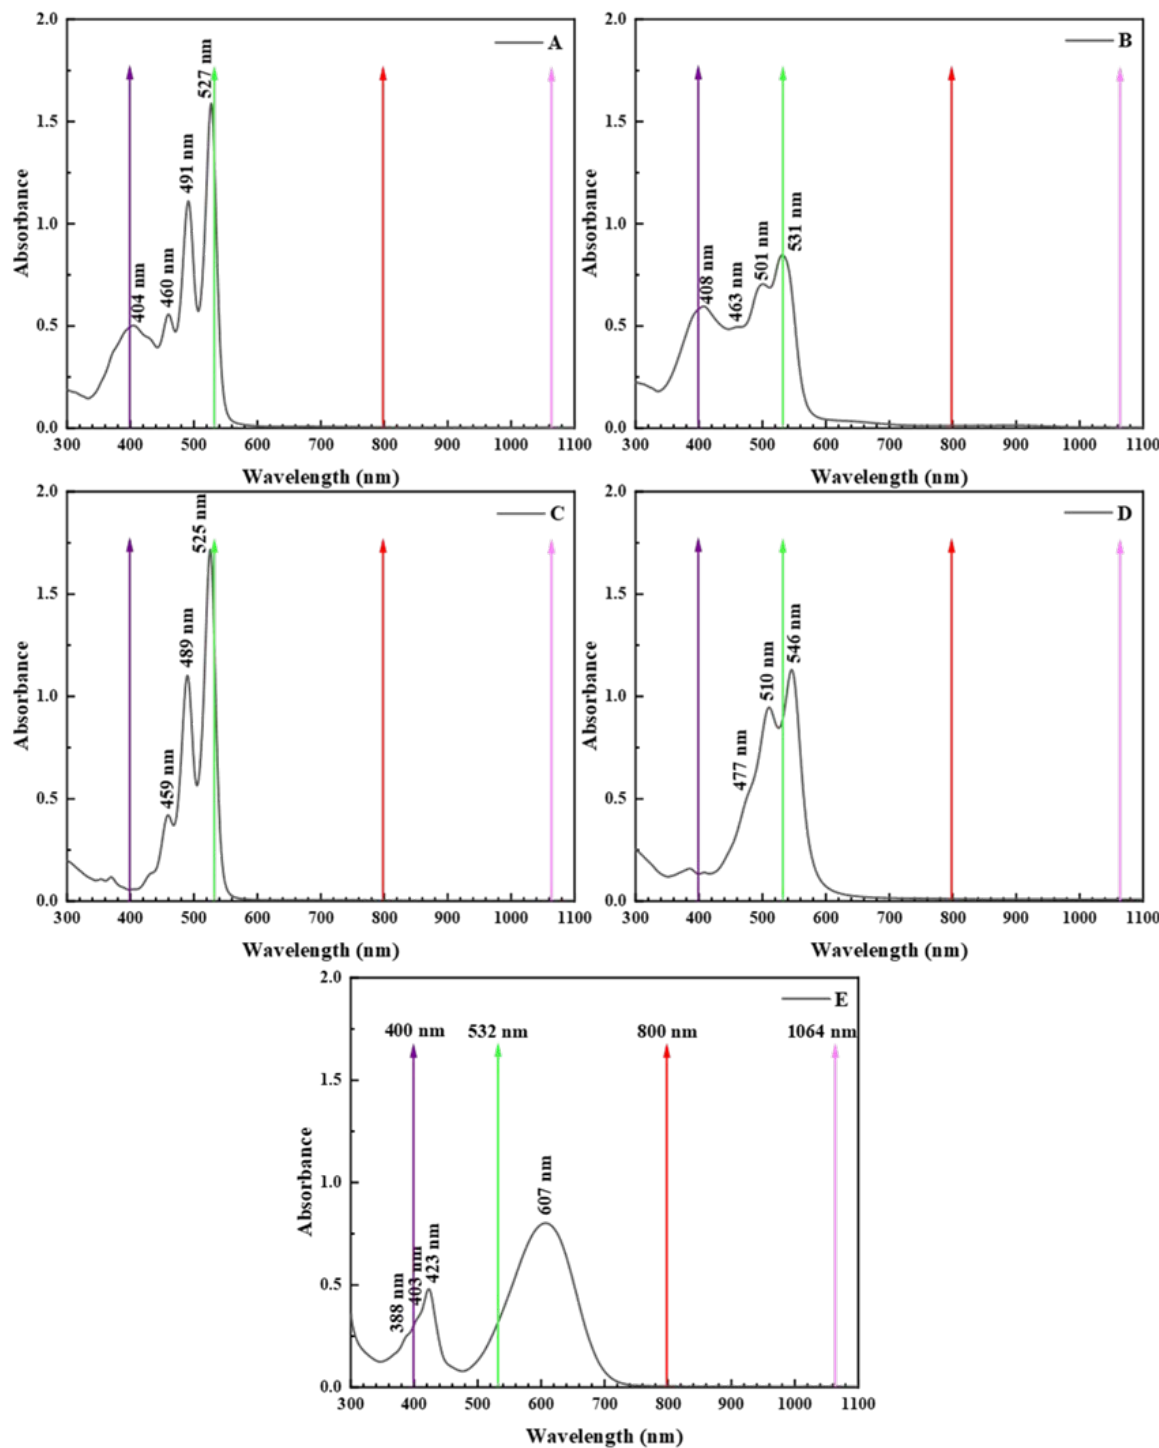 2.0
1.5
1.0
0.5
0.0
Absorbance
404 nm
460 nm
491 nm
527 nm
A
300 400 500 600 700 800 900 1000 1100
Wavelength (nm)
2.0
1.5
1.0
0.5
0.0
Absorbance
408 nm
463 nm
501 nm
531 nm
B
300 400 500 600 700 800 900 1000 1100
Wavelength (nm)
2.0
1.5
1.0
0.5
0.0
Absorbance
459 nm
489 nm
525 nm
C
300 400 500 600 700 800 900 1000 1100
Wavelength (nm)
2.0
1.5
1.0
0.5
0.0
Absorbance
477 nm
510 nm
546 nm
D
300 400 500 600 700 800 900 1000 1100
Wavelength (nm)
2.0
1.5
1.0
0.5
0.0
Absorbance
E
400 nm 532 nm 800 nm 1064 nm
388 nm
403 nm
423 nm
607 nm
300 400 500 600 700 800 900 1000 1100
Wavelength (nm)